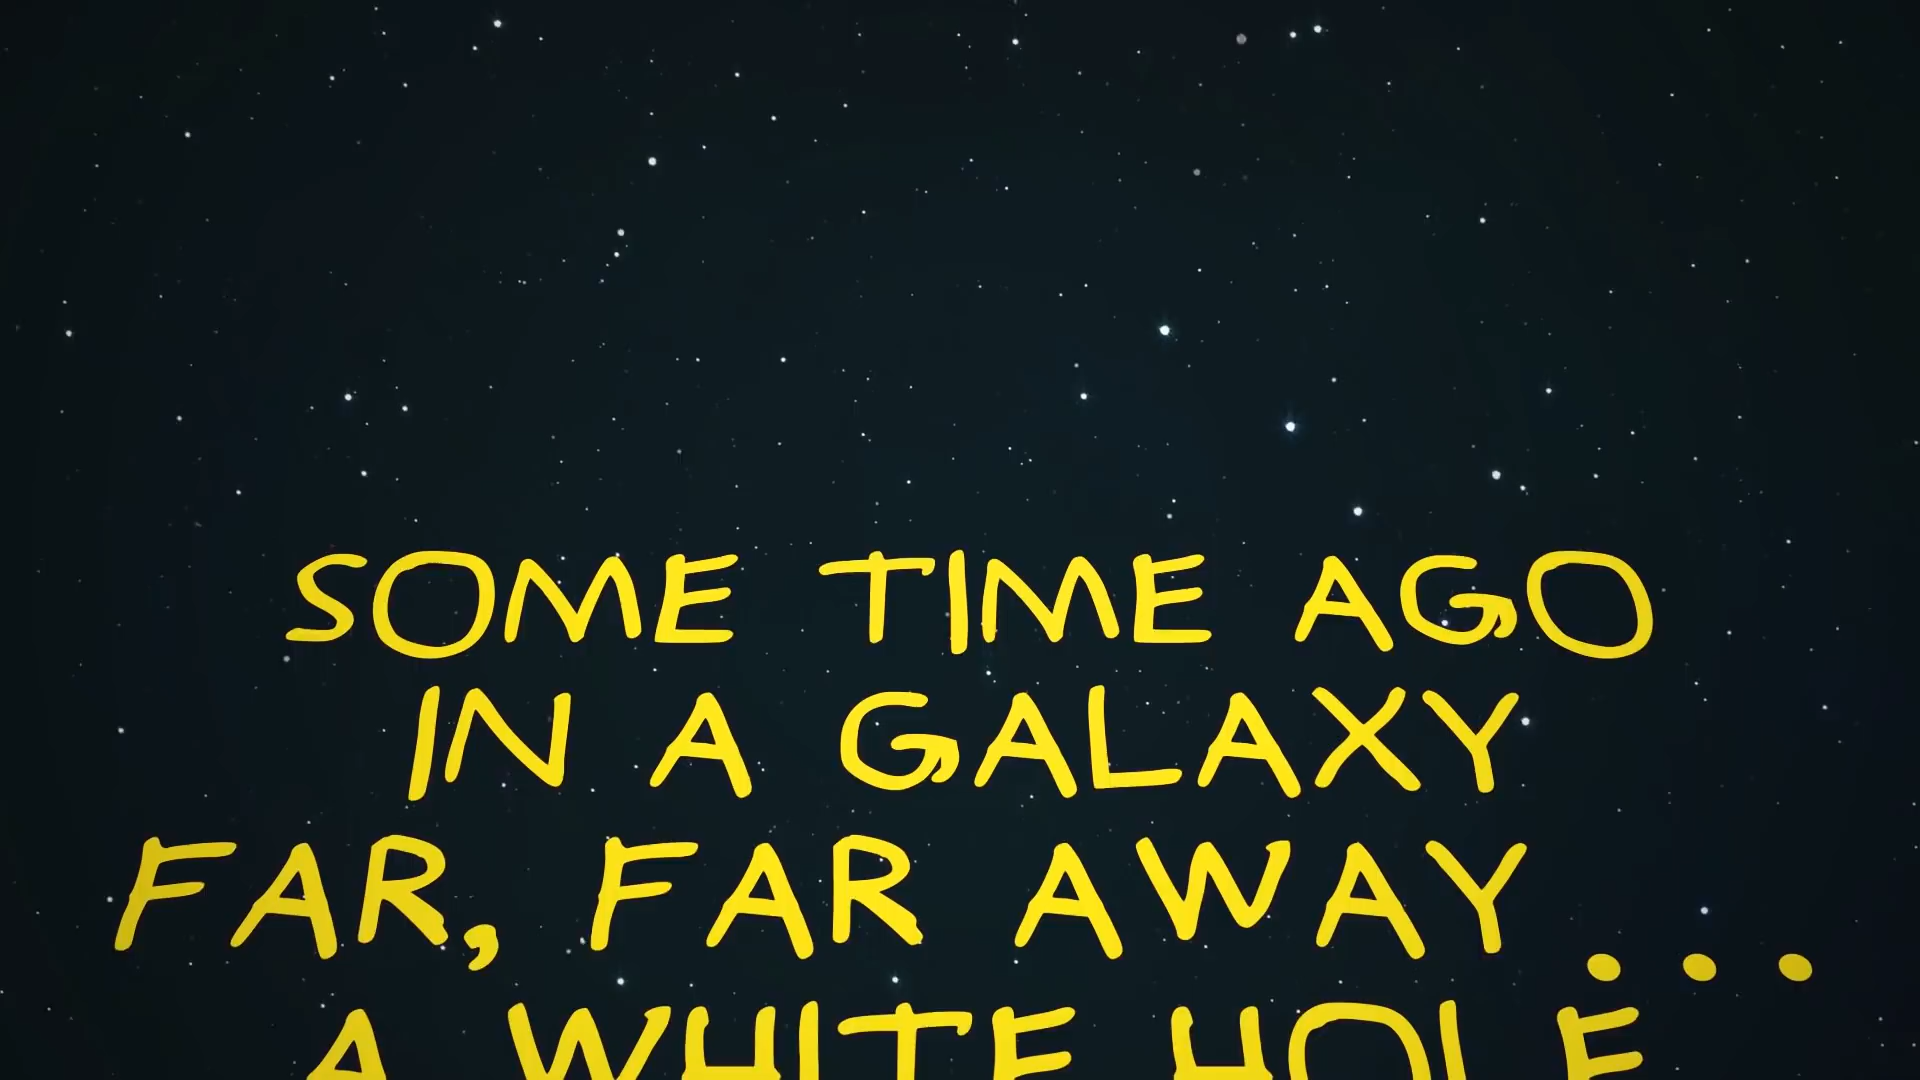 SOME TIME AGO
IN A GALAXY
FAR, FAR AWAY ...
A WHITE HOLE